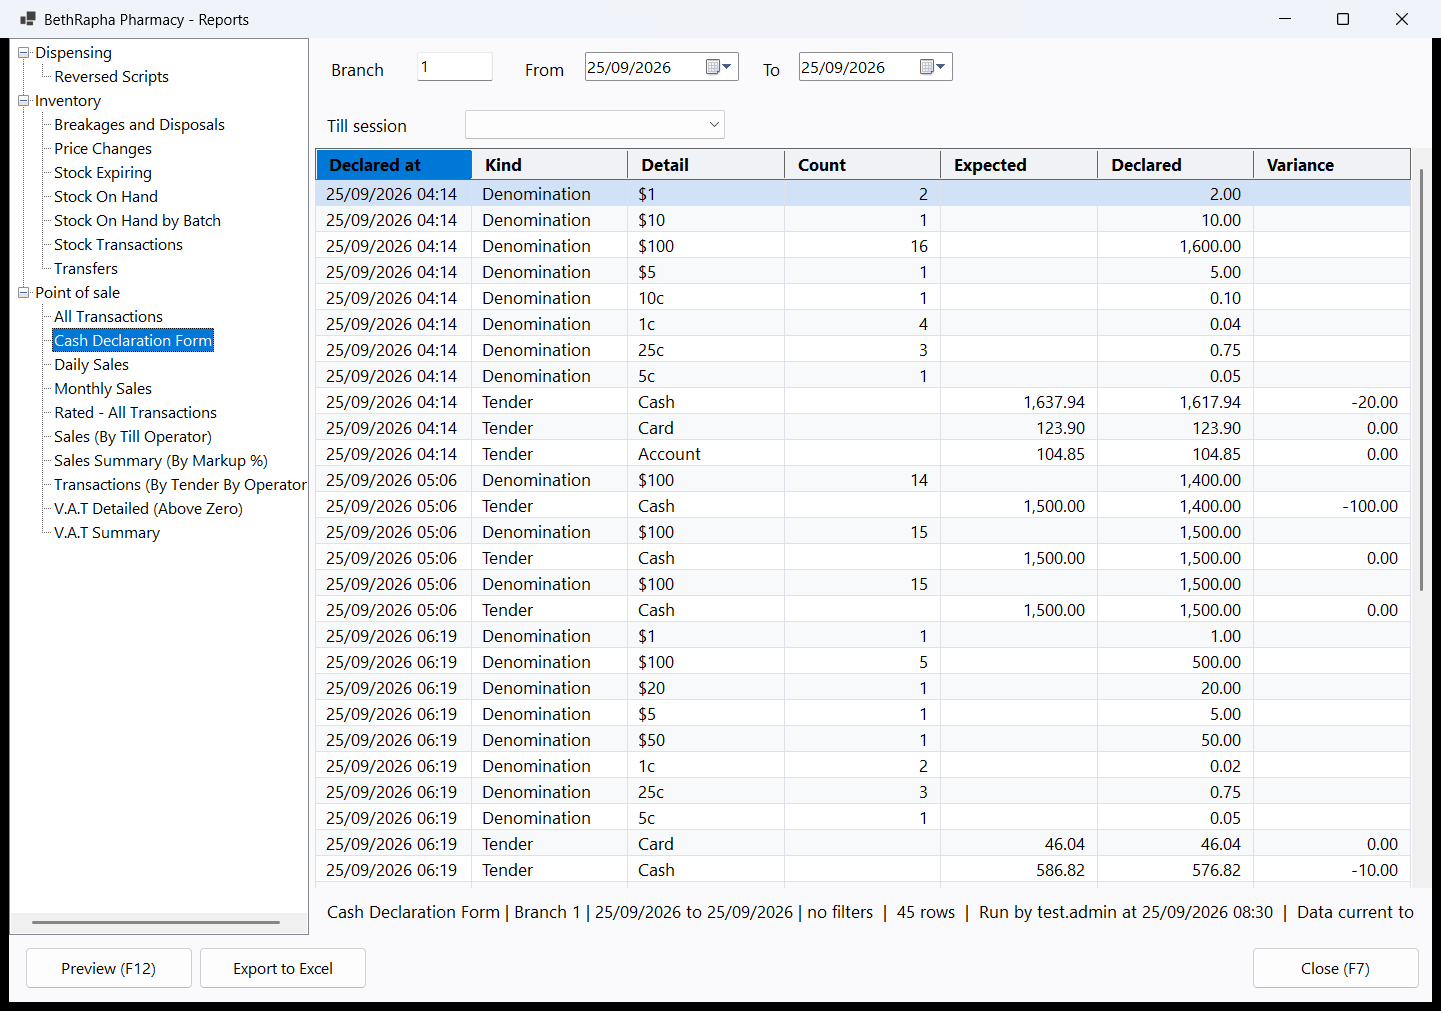 BethRapha Pharmacy - Reports
Dispensing
Reversed Scripts
Inventory
Breakages and Disposals
Price Changes
Stock Expiring
Stock On Hand
Stock On Hand by Batch
Stock Transactions
Transfers
Point of sale
All Transactions
Cash Declaration Form
Daily Sales
Monthly Sales
Rated - All Transactions
Sales (By Till Operator)
Sales Summary (By Markup %)
Transactions (By Tender By Operator
V.A.T Detailed (Above Zero)
V.A.T Summary
Branch 1 From 25/09/2026 To 25/09/2026
Till session
Declared at Kind Detail Count Expected Declared Variance
25/09/2026 04:14 Denomination $1 2 2.00
25/09/2026 04:14 Denomination $10 1 10.00
25/09/2026 04:14 Denomination $100 16 1,600.00
25/09/2026 04:14 Denomination $5 1 5.00
25/09/2026 04:14 Denomination 10c 1 0.10
25/09/2026 04:14 Denomination 1c 4 0.04
25/09/2026 04:14 Denomination 25c 3 0.75
25/09/2026 04:14 Denomination 5c 1 0.05
25/09/2026 04:14 Tender Cash 1,637.94 1,617.94 -20.00
25/09/2026 04:14 Tender Card 123.90 123.90 0.00
25/09/2026 04:14 Tender Account 104.85 104.85 0.00
25/09/2026 05:06 Denomination $100 14 1,400.00
25/09/2026 05:06 Tender Cash 1,500.00 1,400.00 -100.00
25/09/2026 05:06 Denomination $100 15 1,500.00
25/09/2026 05:06 Tender Cash 1,500.00 1,500.00 0.00
25/09/2026 05:06 Denomination $100 15 1,500.00
25/09/2026 05:06 Tender Cash 1,500.00 1,500.00 0.00
25/09/2026 06:19 Denomination $1 1 1.00
25/09/2026 06:19 Denomination $100 5 500.00
25/09/2026 06:19 Denomination $20 1 20.00
25/09/2026 06:19 Denomination $5 1 5.00
25/09/2026 06:19 Denomination $50 1 50.00
25/09/2026 06:19 Denomination 1c 2 0.02
25/09/2026 06:19 Denomination 25c 3 0.75
25/09/2026 06:19 Denomination 5c 1 0.05
25/09/2026 06:19 Tender Card 46.04 46.04 0.00
25/09/2026 06:19 Tender Cash 586.82 576.82 -10.00
Cash Declaration Form | Branch 1 | 25/09/2026 to 25/09/2026 | no filters | 45 rows | Run by test.admin at 25/09/2026 08:30 | Data current to
Preview (F12) Export to Excel Close (F7)